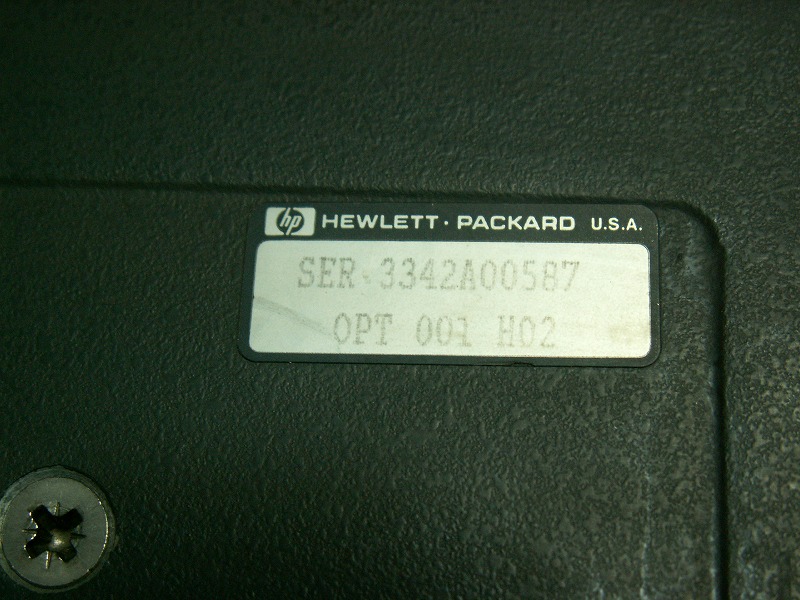 hp HEWLETT·PACKARD U.S.A.
SER 3342A00587
OPT 001 H02